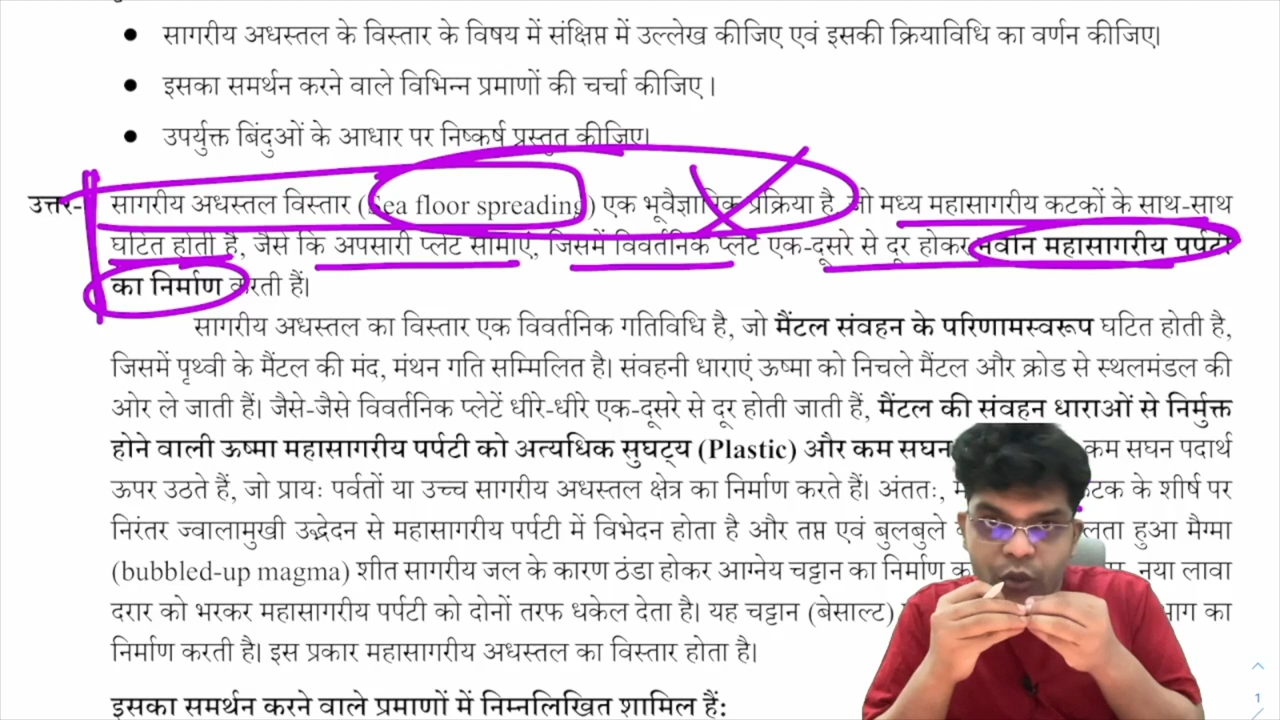 • सागरीय अधस्तल के विस्तार के विषय में संक्षिप्त में उल्लेख कीजिए एवं इसकी क्रियाविधि का वर्णन कीजिए।
• इसका समर्थन करने वाले विभिन्न प्रमाणों की चर्चा कीजिए।
• उपर्युक्त बिंदुओं के आधार पर निष्कर्ष प्रस्तुत कीजिए।
उत्तर- सागरीय अधस्तल विस्तार (Sea floor spreading) एक भूवैज्ञानिक प्रक्रिया है, जो मध्य महासागरीय कटकों के साथ-साथ
घटित होती है, जैसे कि अपसारी प्लेट सीमाएं, जिसमें विवर्तनिक प्लेटें एक-दूसरे से दूर होकर नवीन महासागरीय पर्पटी
का निर्माण करती हैं।
सागरीय अधस्तल का विस्तार एक विवर्तनिक गतिविधि है, जो मैंटल संवहन के परिणामस्वरूप घटित होती है,
जिसमें पृथ्वी के मैंटल की मंद, मंथन गति सम्मिलित है। संवहनी धाराएं ऊष्मा को निचले मैंटल और क्रोड से स्थलमंडल की
ओर ले जाती हैं। जैसे-जैसे विवर्तनिक प्लेटें धीरे-धीरे एक-दूसरे से दूर होती जाती हैं, मैंटल की संवहन धाराओं से निर्मुक्त
होने वाली ऊष्मा महासागरीय पर्पटी को अत्यधिक सुघट्य (Plastic) और कम सघन कम सघन पदार्थ
ऊपर उठते हैं, जो प्रायः पर्वतों या उच्च सागरीय अधस्तल क्षेत्र का निर्माण करते हैं। अंततः, के शीर्ष पर
निरंतर ज्वालामुखी उद्भेदन से महासागरीय पर्पटी में विभेदन होता है और तप्त एवं बुलबुले हुआ मैग्मा
(bubbled-up magma) शीत सागरीय जल के कारण ठंडा होकर आग्नेय चट्टान का निर्माण नया लावा
दरार को भरकर महासागरीय पर्पटी को दोनों तरफ धकेल देता है। यह चट्टान (बेसाल्ट) का
निर्माण करती है। इस प्रकार महासागरीय अधस्तल का विस्तार होता है।
इसका समर्थन करने वाले प्रमाणों में निम्नलिखित शामिल हैं:
1